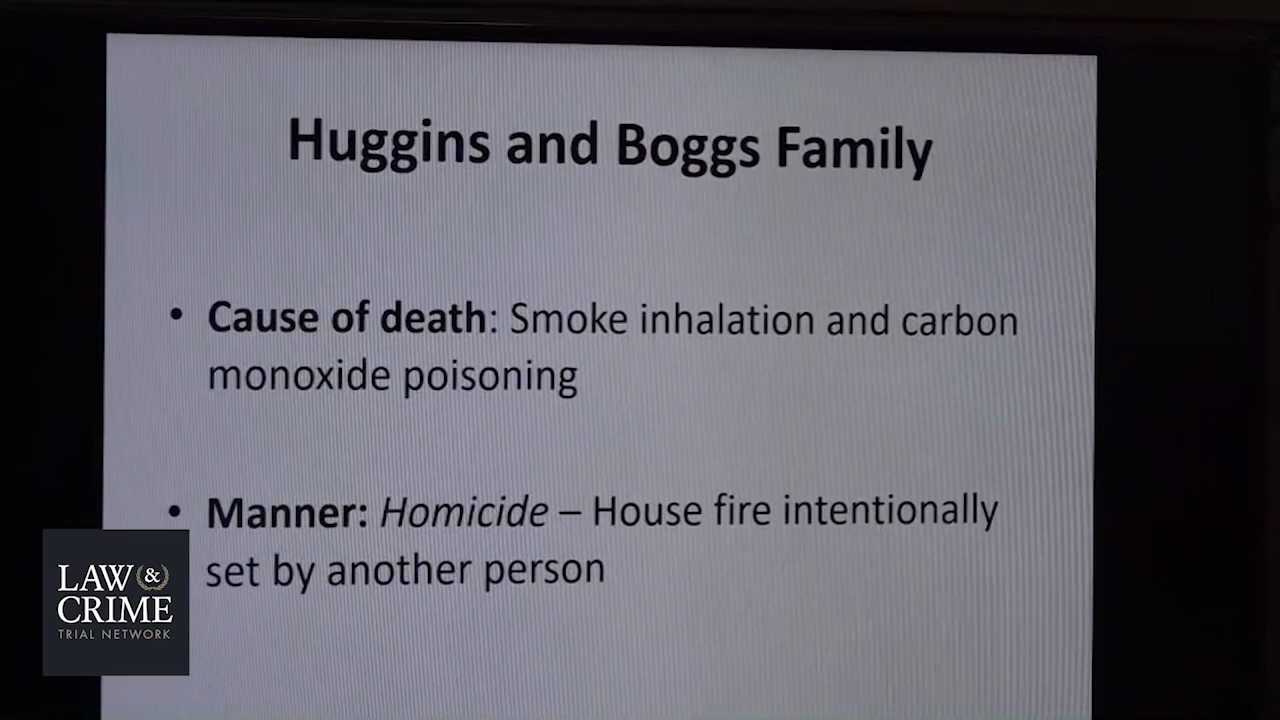 Huggins and Boggs Family
• Cause of death: Smoke inhalation and carbon
monoxide poisoning
• Manner: Homicide – House fire intentionally
set by another person
LAW &
CRIME
TRIAL NETWORK